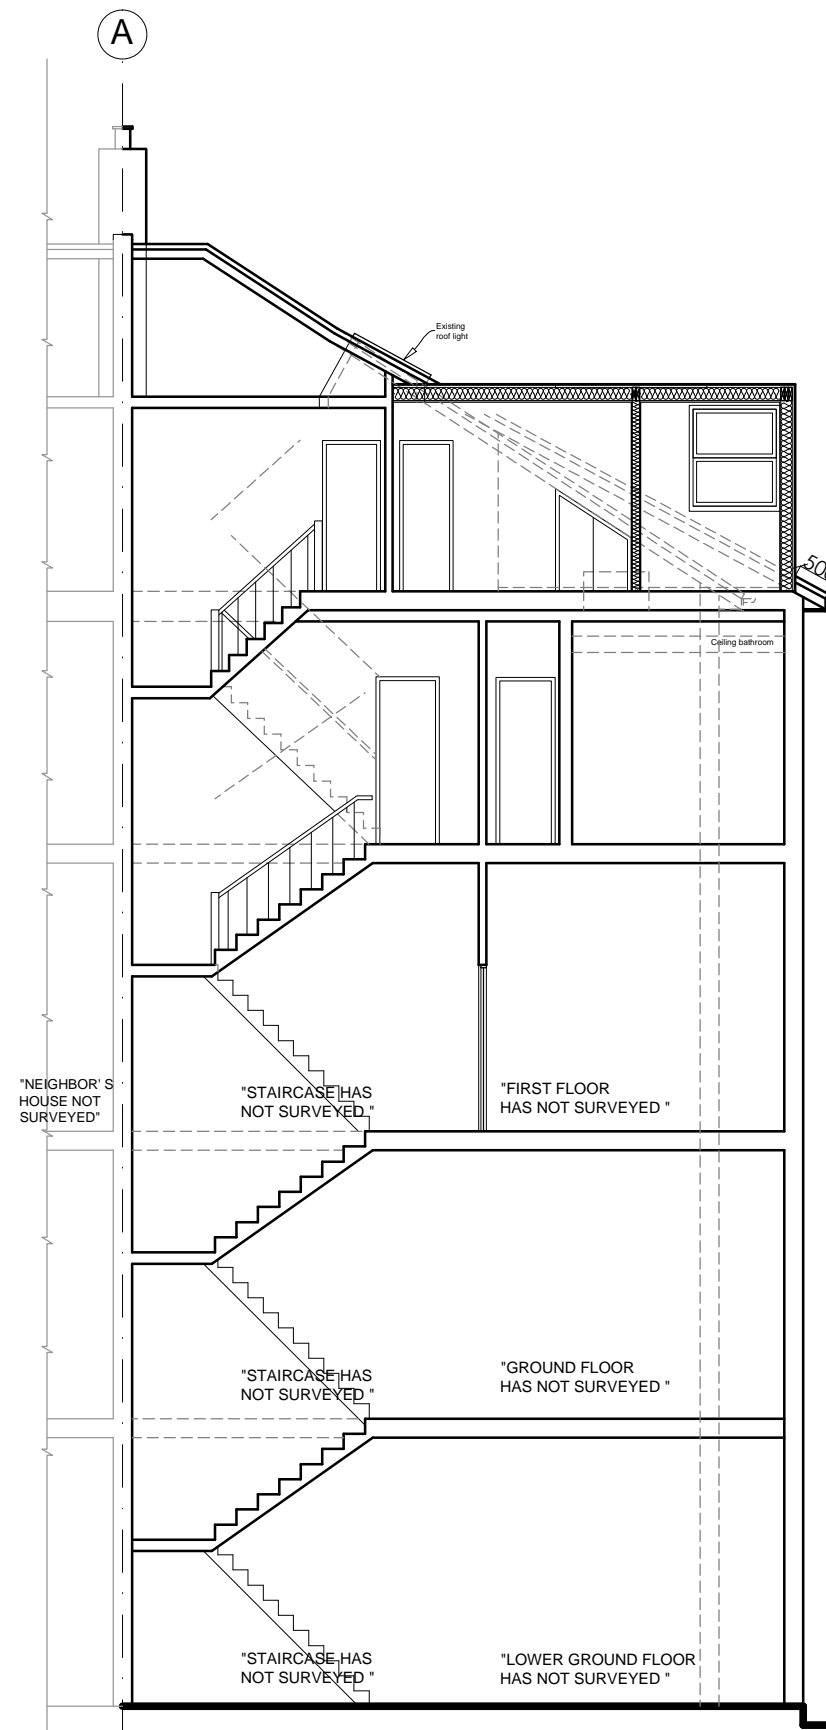 A
Existing
roof light
50
Ceiling bathroom
"NEIGHBOR' S
HOUSE NOT
SURVEYED"
"STAIRCASE HAS
NOT SURVEYED "
"FIRST FLOOR
HAS NOT SURVEYED "
"STAIRCASE HAS
NOT SURVEYED "
"GROUND FLOOR
HAS NOT SURVEYED "
"STAIRCASE HAS
NOT SURVEYED "
"LOWER GROUND FLOOR
HAS NOT SURVEYED "